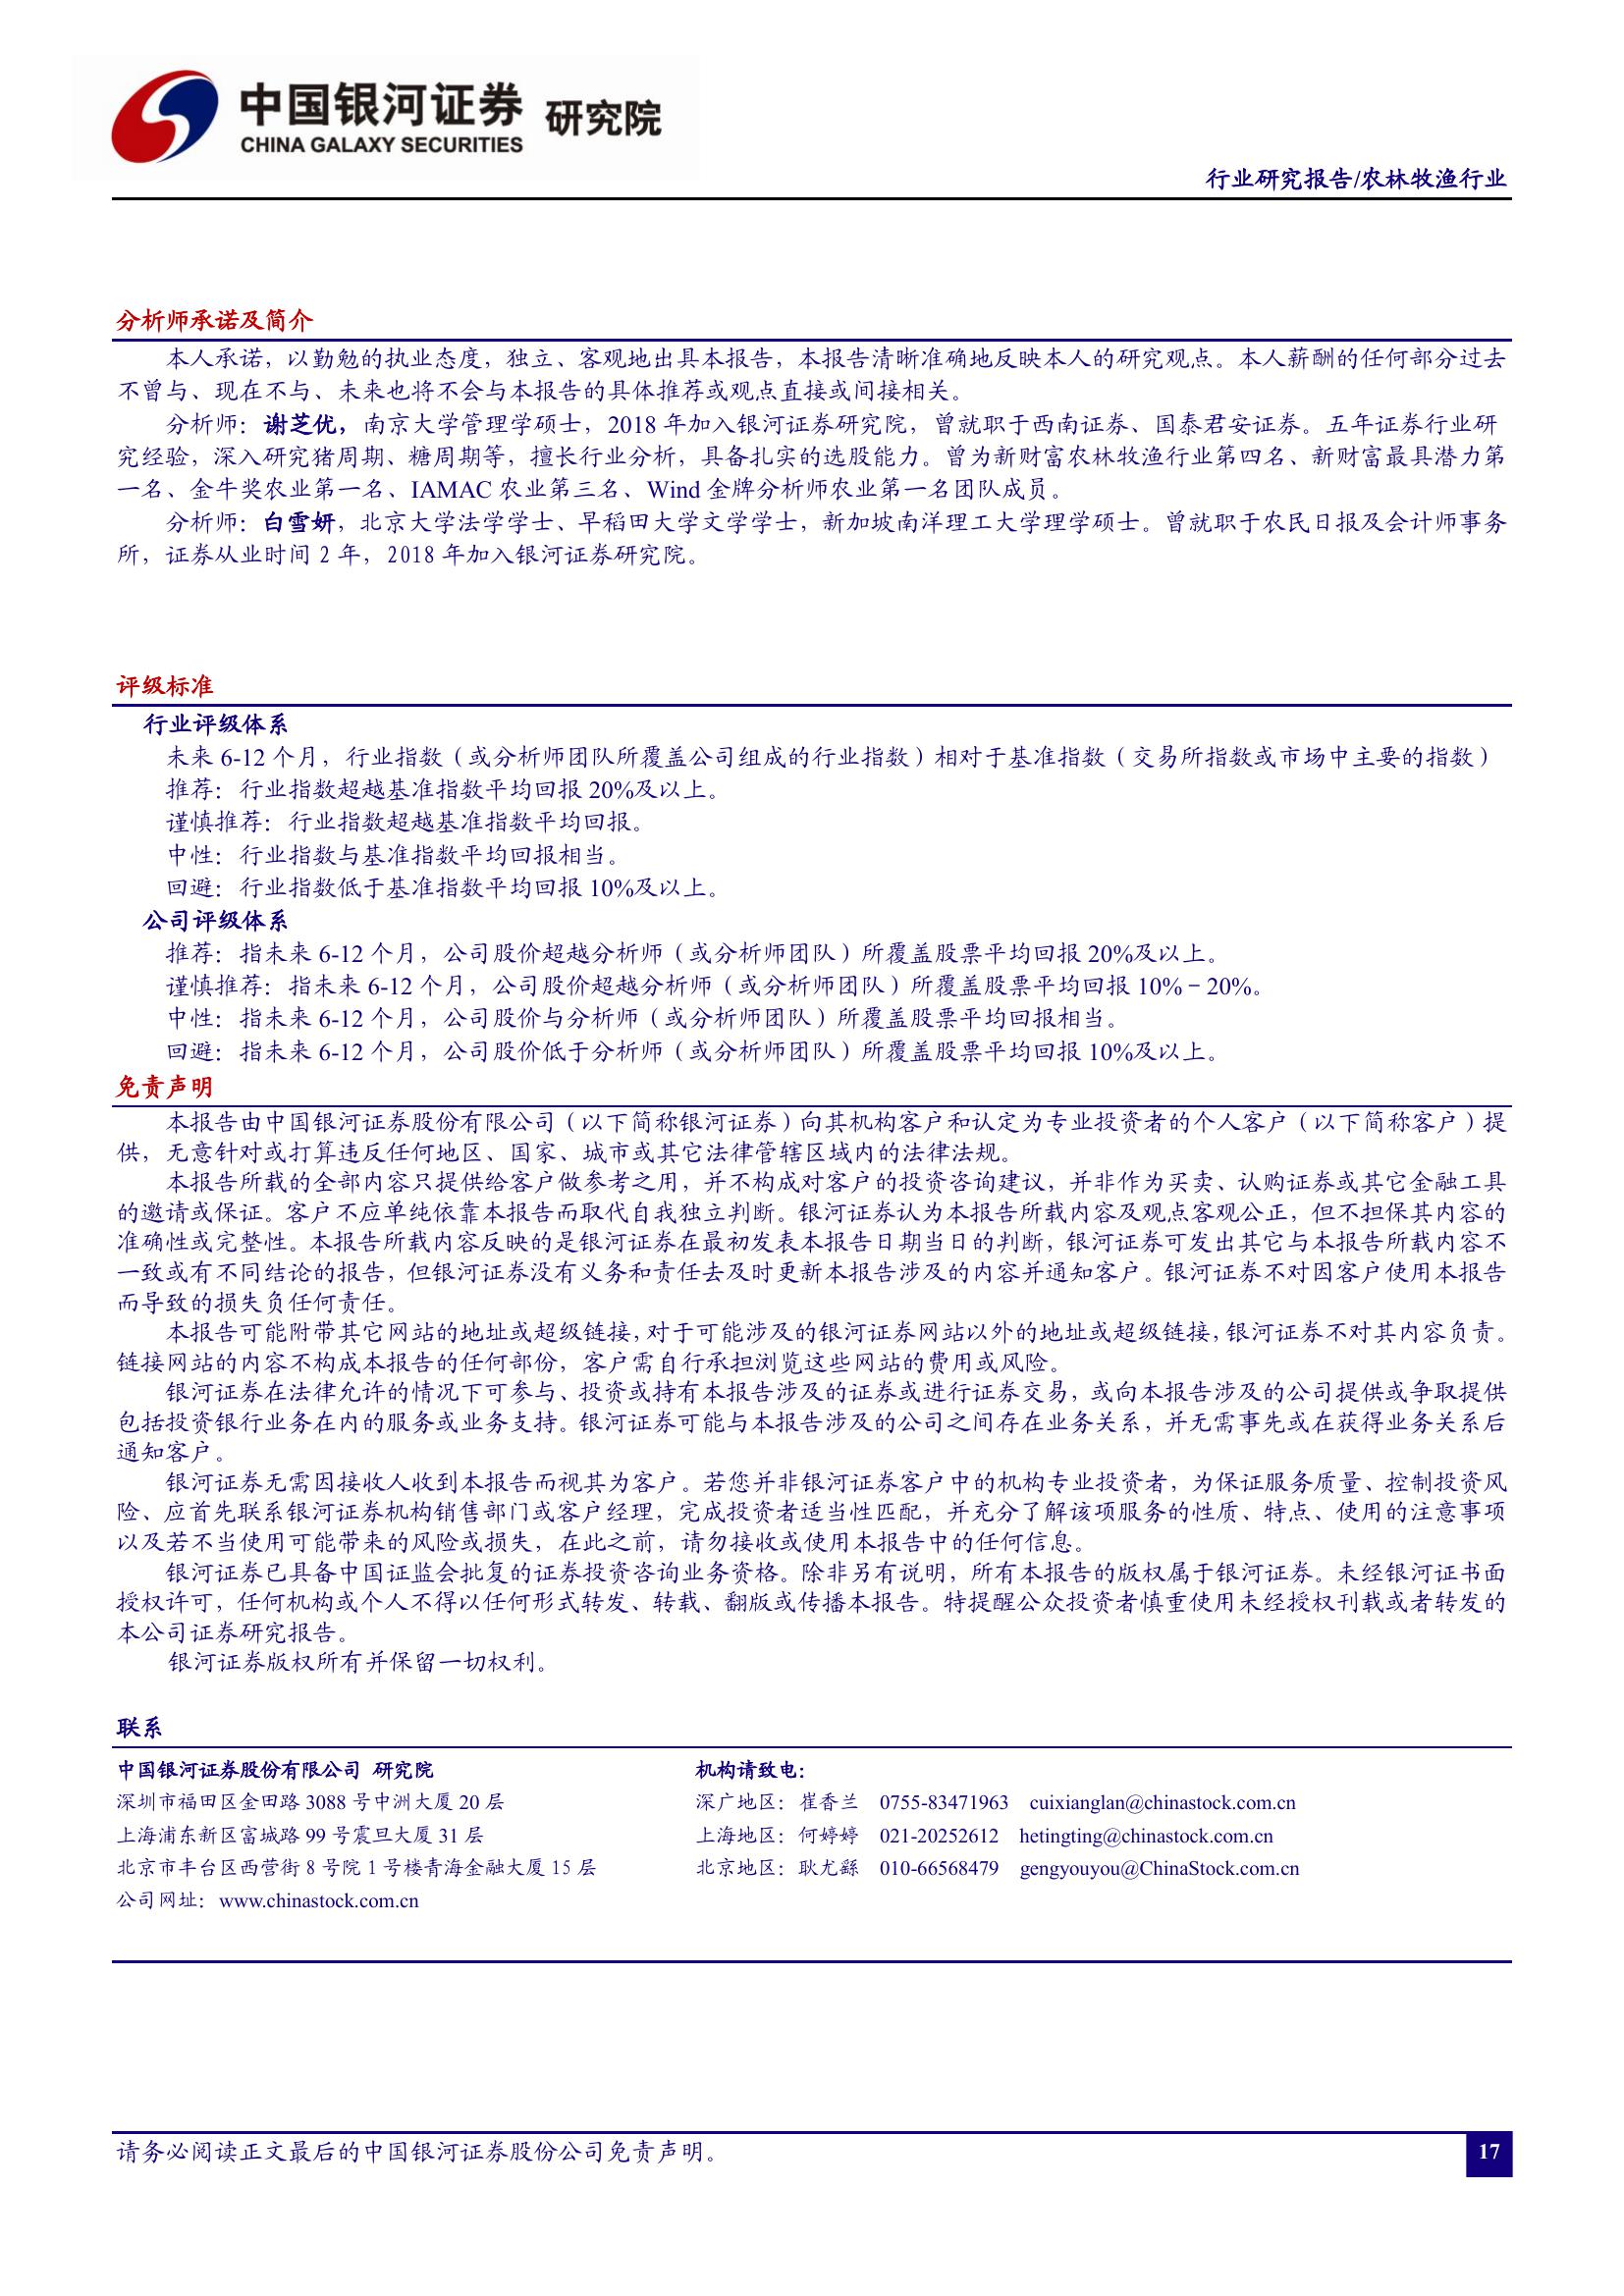 中国银河证券 研究院
CHINA GALAXY SECURITIES
行业研究报告/农林牧渔行业
分析师承诺及简介
本人承诺，以勤勉的执业态度，独立、客观地出具本报告，本报告清晰准确地反映本人的研究观点。本人薪酬的任何部分过去
不曾与、现在不与、未来也将不会与本报告的具体推荐或观点直接或间接相关。
分析师：谢芝优，南京大学管理学硕士，2018 年加入银河证券研究院，曾就职于西南证券、国泰君安证券。五年证券行业研
究经验，深入研究猪周期、糖周期等，擅长行业分析，具备扎实的选股能力。曾为新财富农林牧渔行业第四名、新财富最具潜力第
一名、金牛奖农业第一名、IAMAC 农业第三名、Wind 金牌分析师农业第一名团队成员。
分析师：白雪妍，北京大学法学学士、早稻田大学文学学士，新加坡南洋理工大学理学硕士。曾就职于农民日报及会计师事务
所，证券从业时间 2 年，2018 年加入银河证券研究院。
评级标准
行业评级体系
未来 6-12 个月，行业指数（或分析师团队所覆盖公司组成的行业指数）相对于基准指数（交易所指数或市场中主要的指数）
推荐：行业指数超越基准指数平均回报 20%及以上。
谨慎推荐：行业指数超越基准指数平均回报。
中性：行业指数与基准指数平均回报相当。
回避：行业指数低于基准指数平均回报 10%及以上。
公司评级体系
推荐：指未来 6-12 个月，公司股价超越分析师（或分析师团队）所覆盖股票平均回报 20%及以上。
谨慎推荐：指未来 6-12 个月，公司股价超越分析师（或分析师团队）所覆盖股票平均回报 10%－20%。
中性：指未来 6-12 个月，公司股价与分析师（或分析师团队）所覆盖股票平均回报相当。
回避：指未来 6-12 个月，公司股价低于分析师（或分析师团队）所覆盖股票平均回报 10%及以上。
免责声明
本报告由中国银河证券股份有限公司（以下简称银河证券）向其机构客户和认定为专业投资者的个人客户（以下简称客户）提
供，无意针对或打算违反任何地区、国家、城市或其它法律管辖区域内的法律法规。
本报告所载的全部内容只提供给客户做参考之用，并不构成对客户的投资咨询建议，并非作为买卖、认购证券或其它金融工具
的邀请或保证。客户不应单纯依靠本报告而取代自我独立判断。银河证券认为本报告所载内容及观点客观公正，但不担保其内容的
准确性或完整性。本报告所载内容反映的是银河证券在最初发表本报告日期当日的判断，银河证券可发出其它与本报告所载内容不
一致或有不同结论的报告，但银河证券没有义务和责任去及时更新本报告涉及的内容并通知客户。银河证券不对因客户使用本报告
而导致的损失负任何责任。
本报告可能附带其它网站的地址或超级链接，对于可能涉及的银河证券网站以外的地址或超级链接，银河证券不对其内容负责。
链接网站的内容不构成本报告的任何部份，客户需自行承担浏览这些网站的费用或风险。
银河证券在法律允许的情况下可参与、投资或持有本报告涉及的证券或进行证券交易，或向本报告涉及的公司提供或争取提供
包括投资银行业务在内的服务或业务支持。银河证券可能与本报告涉及的公司之间存在业务关系，并无需事先或在获得业务关系后
通知客户。
银河证券无需因接收人收到本报告而视其为客户。若您并非银河证券客户中的机构专业投资者，为保证服务质量、控制投资风
险、应首先联系银河证券机构销售部门或客户经理，完成投资者适当性匹配，并充分了解该项服务的性质、特点、使用的注意事项
以及若不当使用可能带来的风险或损失，在此之前，请勿接收或使用本报告中的任何信息。
银河证券已具备中国证监会批复的证券投资咨询业务资格。除非另有说明，所有本报告的版权属于银河证券。未经银河证书面
授权许可，任何机构或个人不得以任何形式转发、转载、翻版或传播本报告。特提醒公众投资者慎重使用未经授权刊载或者转发的
本公司证券研究报告。
银河证券版权所有并保留一切权利。
联系
中国银河证券股份有限公司 研究院 机构请致电：
深圳市福田区金田路 3088 号中洲大厦 20 层 深广地区：崔香兰 0755-83471963 cuixianglan@chinastock.com.cn
上海浦东新区富城路 99 号震旦大厦 31 层 上海地区：何婷婷 021-20252612 hetingting@chinastock.com.cn
北京市丰台区西营街 8 号院 1 号楼青海金融大厦 15 层 北京地区：耿尤繇 010-66568479 gengyouyou@ChinaStock.com.cn
公司网址：www.chinastock.com.cn
请务必阅读正文最后的中国银河证券股份公司免责声明。 17